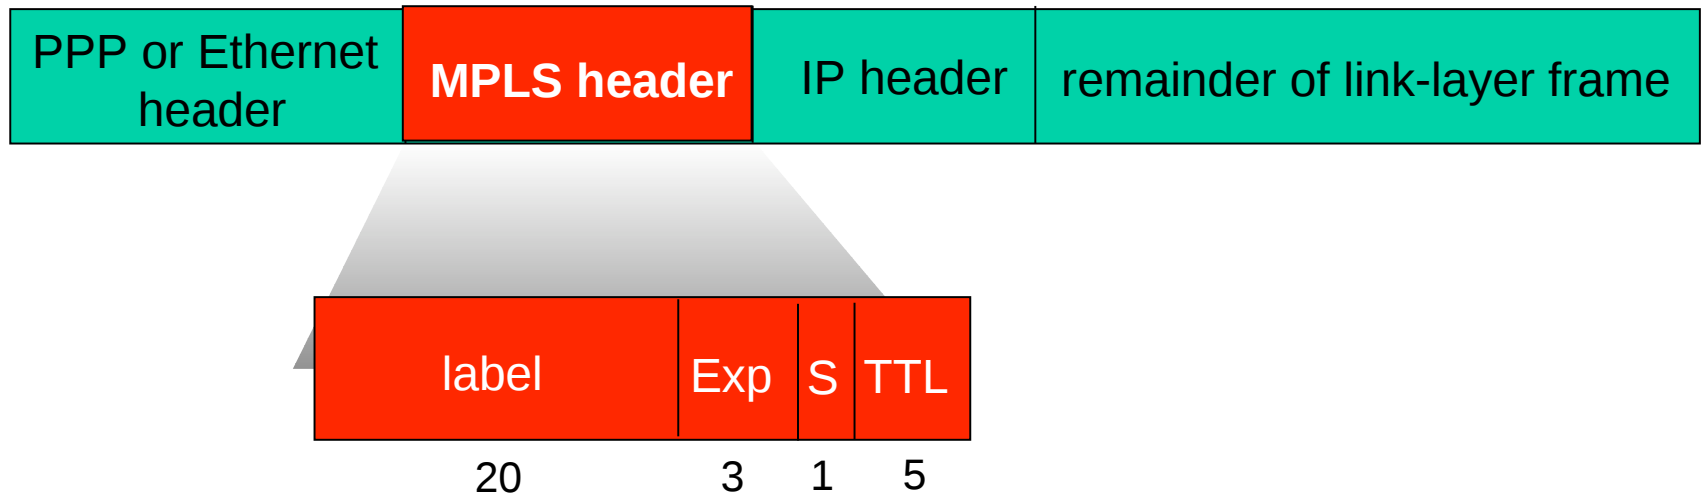 PPP or Ethernet
header
MPLS header
IP header
remainder of link-layer frame
label
Exp
S
TTL
20
3
1
5